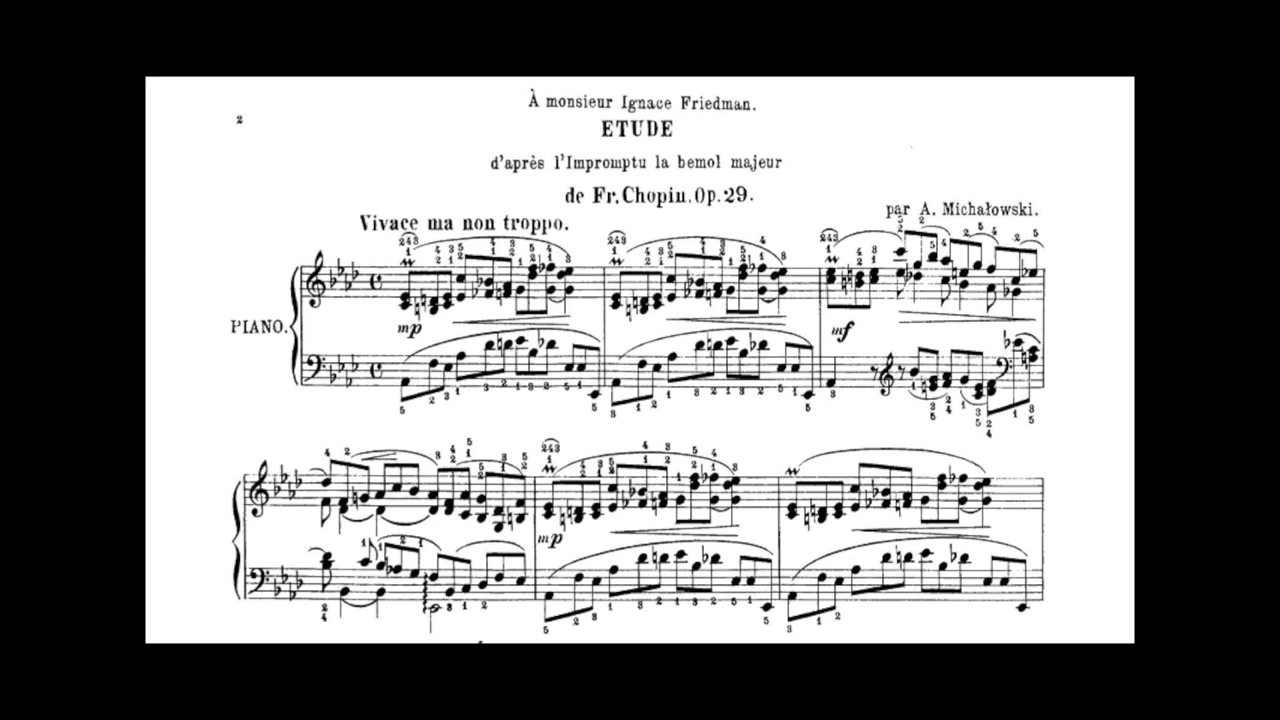 2
À monsieur Ignace Friedman.
ETUDE
d'après l'Impromptu la bemol majeur
de Fr. Chopin. Op. 29.
par A. Michałowski.
Vivace ma non troppo.
PIANO.
mp
mf
mp